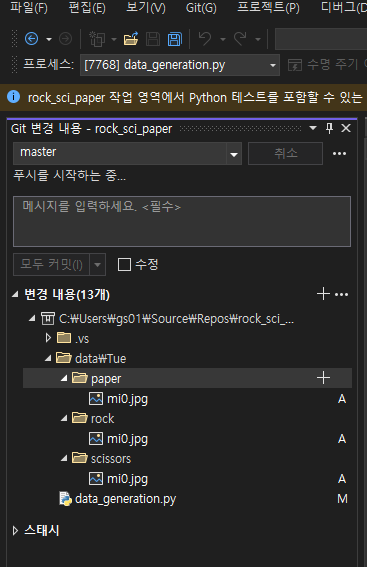 파일(F) 편집(E) 보기(V) Git(G) 프로젝트(P) 디버그(D
프로세스: [7768] data_generation.py 수명 주기
rock_sci_paper 작업 영역에서 Python 테스트를 포함할 수 있는
Git 변경 내용 - rock_sci_paper
master 취소 ...
푸시를 시작하는 중...
메시지를 입력하세요. <필수>
모두 커밋(I) 수정
변경 내용(13개)
C:₩Users₩gs01₩Source₩Repos₩rock_sci_...
.vs
data₩Tue
paper
mi0.jpg A
rock
mi0.jpg A
scissors
mi0.jpg A
data_generation.py M
스태시